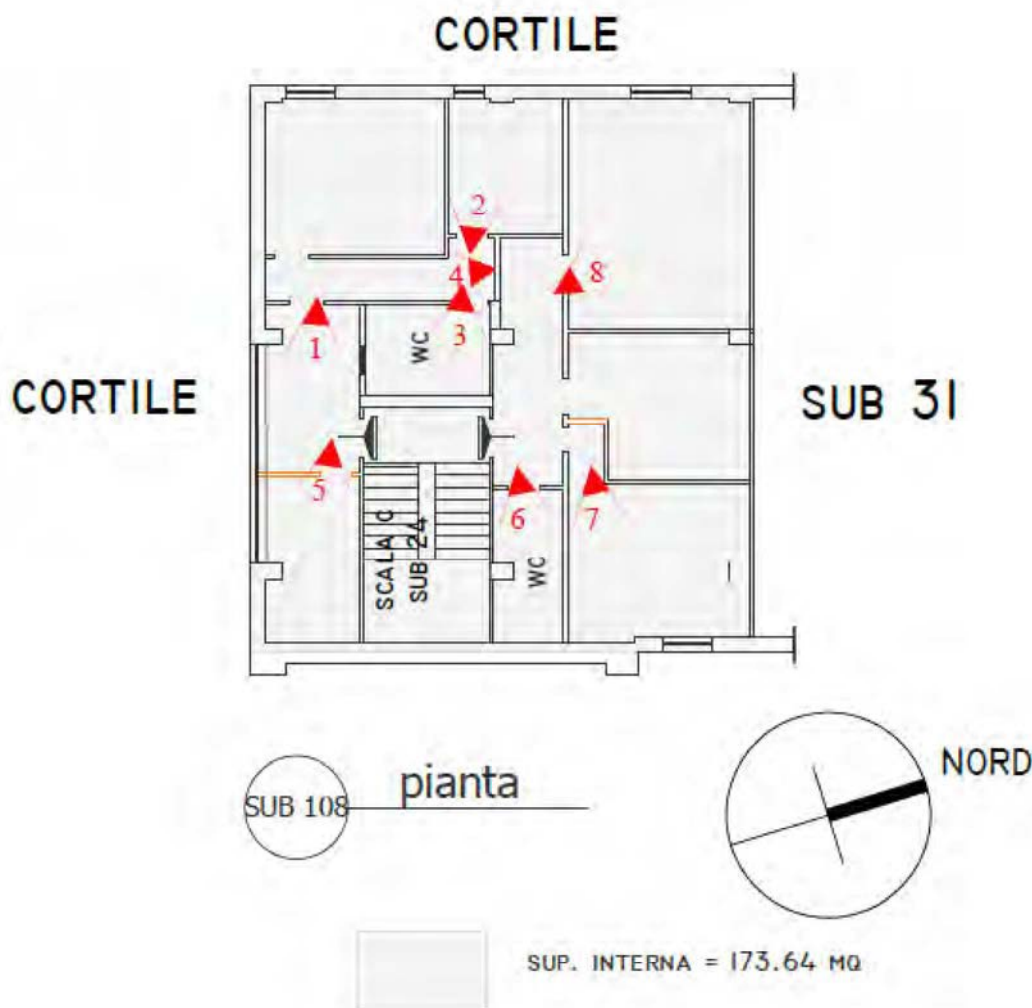 CORTILE
2
4
8
3
1
WC
CORTILE
SUB 31
5
6
7
SCALA C
SUB 24
WC
NORD
pianta
SUB 108
SUP. INTERNA = 173.64 MQ